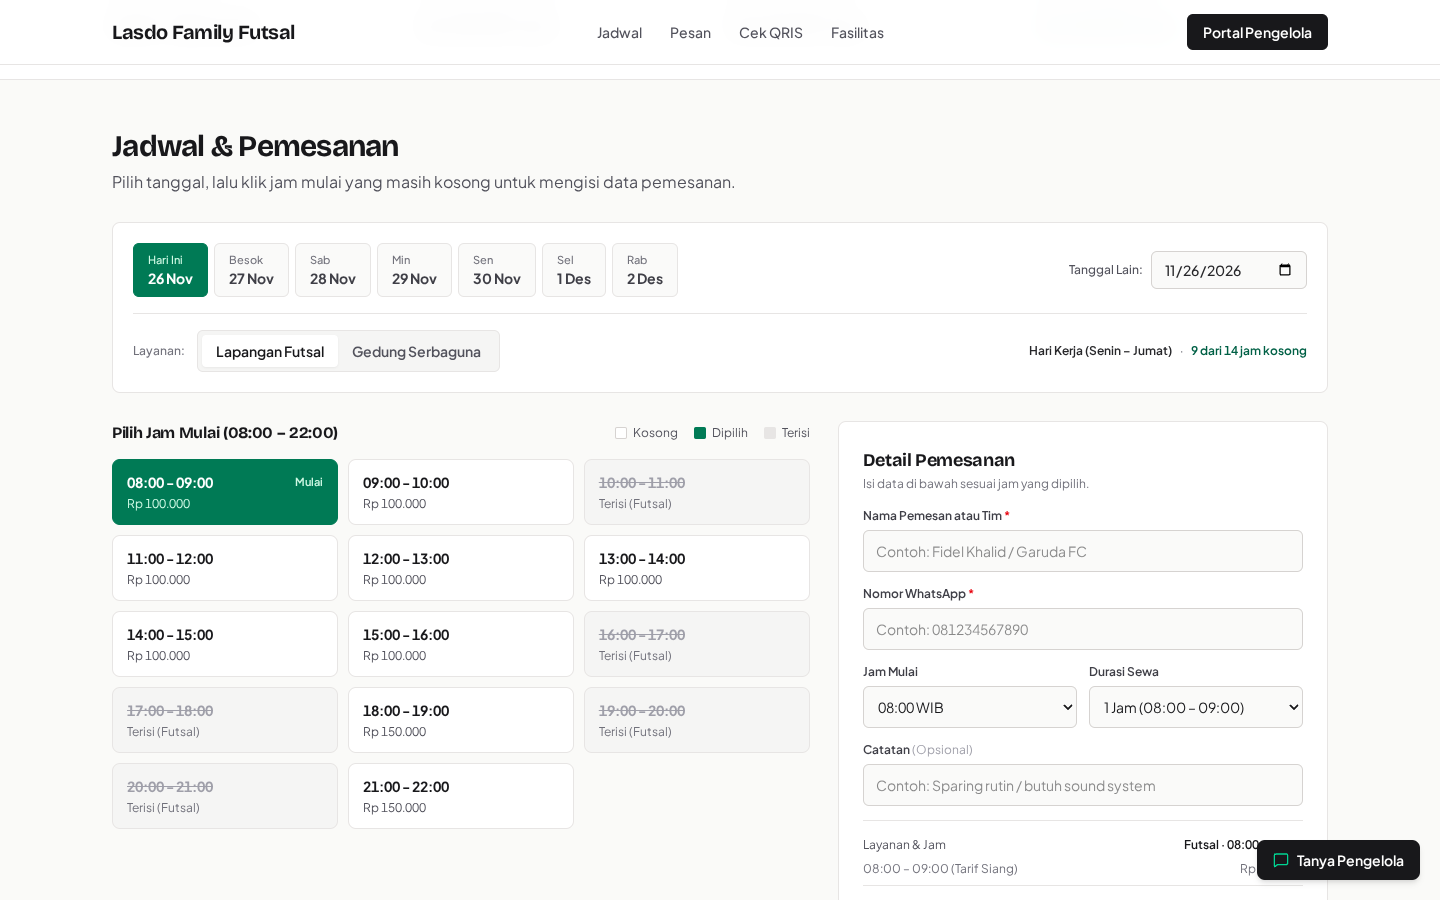 Lasdo Family Futsal
Jadwal
Pesan
Cek QRIS
Fasilitas
Portal Pengelola
Jadwal & Pemesanan
Pilih tanggal, lalu klik jam mulai yang masih kosong untuk mengisi data pemesanan.
Hari Ini
26 Nov
Besok
27 Nov
Sab
28 Nov
Min
29 Nov
Sen
30 Nov
Sel
1 Des
Rab
2 Des
Tanggal Lain:
11/26/2026
Layanan:
Lapangan Futsal
Gedung Serbaguna
Hari Kerja (Senin – Jumat) · 9 dari 14 jam kosong
Pilih Jam Mulai (08:00 – 22:00)
Kosong
Dipilih
Terisi
08:00 – 09:00
Mulai
Rp 100.000
09:00 – 10:00
Rp 100.000
10:00 – 11:00
Terisi (Futsal)
11:00 – 12:00
Rp 100.000
12:00 – 13:00
Rp 100.000
13:00 – 14:00
Rp 100.000
14:00 – 15:00
Rp 100.000
15:00 – 16:00
Rp 100.000
16:00 – 17:00
Terisi (Futsal)
17:00 – 18:00
Terisi (Futsal)
18:00 – 19:00
Rp 150.000
19:00 – 20:00
Terisi (Futsal)
20:00 – 21:00
Terisi (Futsal)
21:00 – 22:00
Rp 150.000
Detail Pemesanan
Isi data di bawah sesuai jam yang dipilih.
Nama Pemesan atau Tim *
Contoh: Fidel Khalid / Garuda FC
Nomor WhatsApp *
Contoh: 081234567890
Jam Mulai
08:00 WIB
Durasi Sewa
1 Jam (08:00 – 09:00)
Catatan (Opsional)
Contoh: Sparing rutin / butuh sound system
Layanan & Jam
Futsal · 08:00
08:00 – 09:00 (Tarif Siang)
Rp
Tanya Pengelola